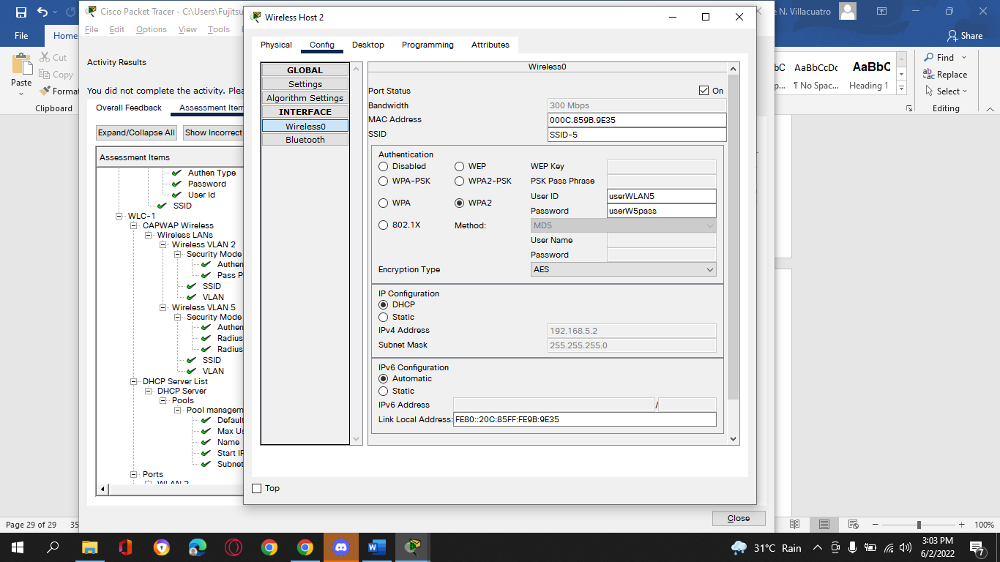 Cisco Packet Tracer - C:\Users\Fujitsu
Wireless Host 2
e N. Villacuatro
File
Home
Share
File Edit Options View Tools
Paste
Cut
Copy
Format
Clipboard
AaBbCcDc
AaBbC
¶ No Spac...
Heading 1
Find
Replace
Select
Editing
Activity Results
You did not complete the activity. Plea
Overall Feedback
Assessment Item
Expand/Collapse All
Show Incorrect
Assessment Items
Authen Type
Password
User Id
SSID
WLC-1
CAPWAP Wireless
Wireless LANs
Wireless VLAN 2
Security Mode
Authen
Pass P
SSID
VLAN
Wireless VLAN 5
Security Mode
Authen
Radius
Radius
SSID
VLAN
DHCP Server List
DHCP Server
Pools
Pool managem
Default
Max Us
Name
Start IP
Subnet
Ports
WLAN 2
Physical Config Desktop Programming Attributes
GLOBAL
Settings
Algorithm Settings
INTERFACE
Wireless0
Bluetooth
Wireless0
Port Status On
Bandwidth 300 Mbps
MAC Address 000C.859B.9E35
SSID SSID-5
Authentication
Disabled WEP WEP Key
WPA-PSK WPA2-PSK PSK Pass Phrase
User ID userWLAN5
WPA WPA2
Password userW5pass
802.1X Method: MD5
User Name
Password
Encryption Type AES
IP Configuration
DHCP
Static
IPv4 Address 192.168.5.2
Subnet Mask 255.255.255.0
IPv6 Configuration
Automatic
Static
IPv6 Address /
Link Local Address: FE80::20C:85FF:FE9B:9E35
Top
Close
Page 29 of 29 35
100%
31°C Rain
3:03 PM
6/2/2022
7